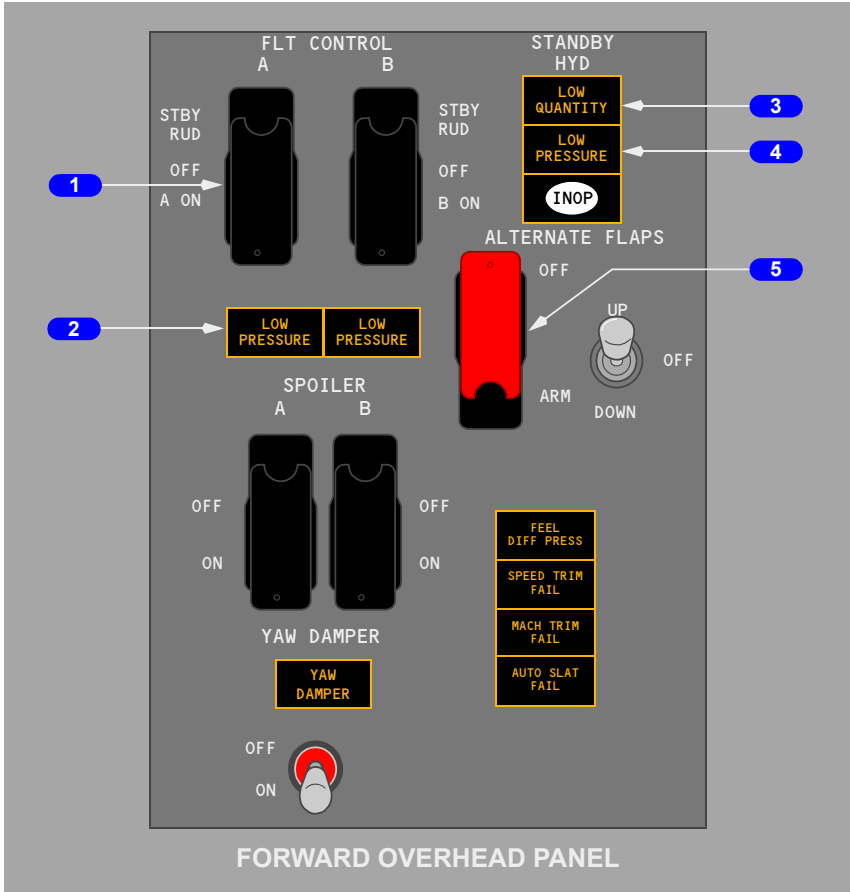 FLT CONTROL
A
B
STBY
RUD
OFF
A ON
STBY
RUD
OFF
B ON
1
2
LOW
PRESSURE
LOW
PRESSURE
STANDBY
HYD
LOW
QUANTITY
LOW
PRESSURE
INOP
3
4
ALTERNATE FLAPS
OFF
ARM
5
UP
OFF
DOWN
SPOILER
A
B
OFF
ON
OFF
ON
FEEL
DIFF PRESS
SPEED TRIM
FAIL
MACH TRIM
FAIL
AUTO SLAT
FAIL
YAW DAMPER
YAW
DAMPER
OFF
ON
FORWARD OVERHEAD PANEL